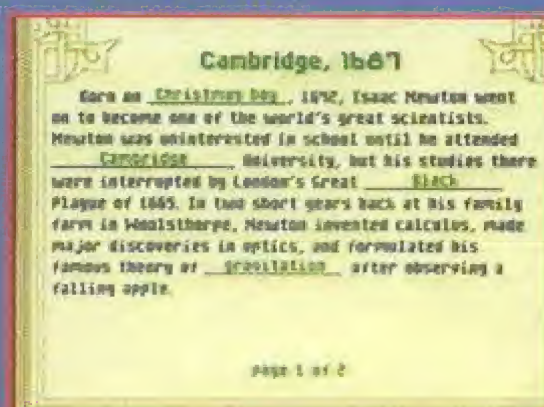 Cambridge, 1687
Born on Christmas Day, 1642, Isaac Newton went
on to become one of the world's great scientists.
Newton was uninterested in school until he attended
Cambridge, University, but his studies there
were interrupted by London's Great Black
Plague of 1665. In two short years back at his family
farm in Woolsthorpe, Newton invented calculus, made
major discoveries in optics, and formulated his
famous theory of gravitation after observing a
falling apple.
page 1 of 2